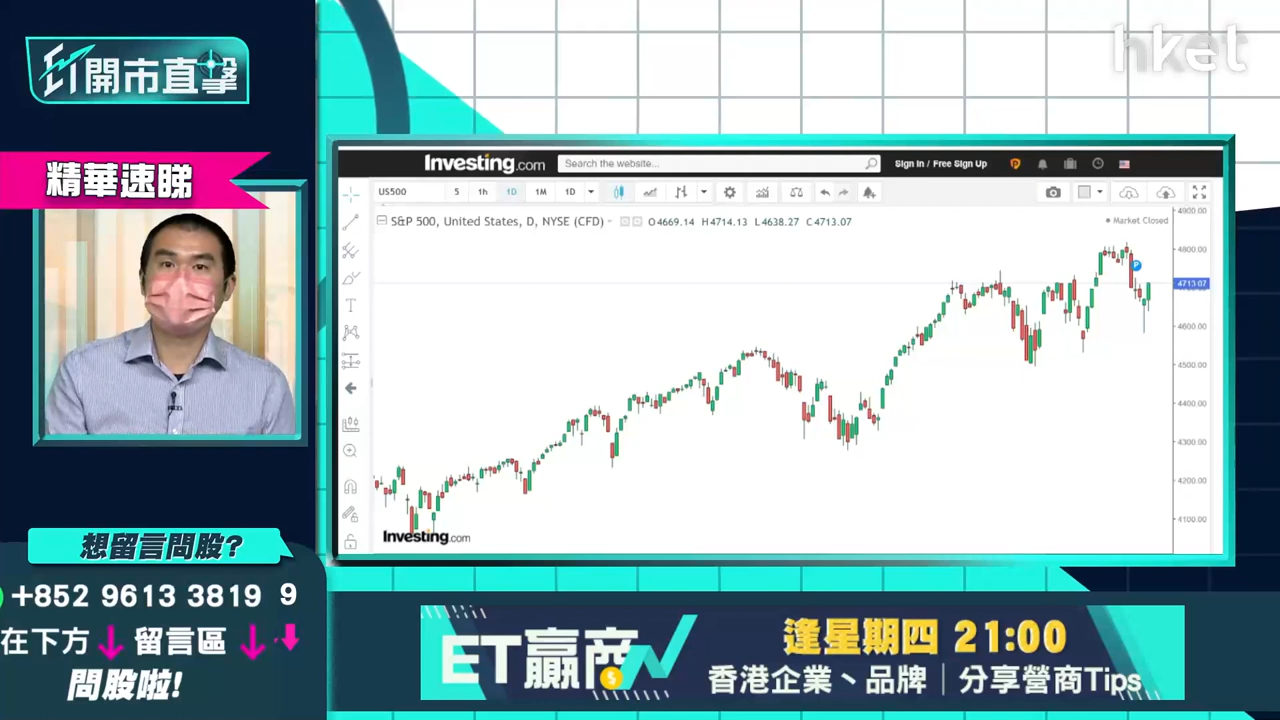 ET開市直擊
hket
精華速睇
Investing.com
Search the website...
Sign In / Free Sign Up
US500
5 1h 1D 1M 1D
S&P 500, United States, D, NYSE (CFD) O4669.14 H4714.13 L4638.27 C4713.07
Market Closed
4900.00
4800.00
4713.07
4600.00
4500.00
4400.00
4300.00
4200.00
4100.00
Investing.com
想留言問股?
+852 9613 3819 9
在下方 留言區
問股啦!
ET贏商
逢星期四 21:00
香港企業、品牌|分享營商Tips